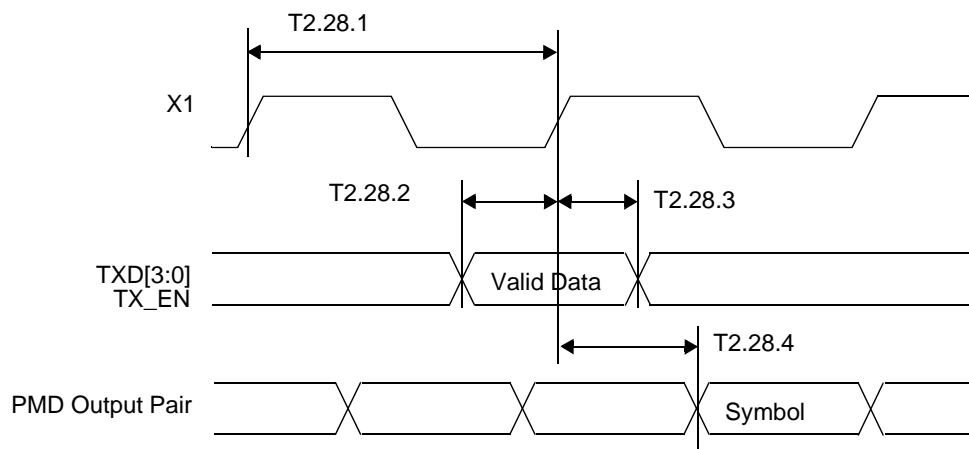 T2.28.1
X1
T2.28.2
T2.28.3
TXD[3:0]
TX_EN
Valid Data
T2.28.4
PMD Output Pair
Symbol